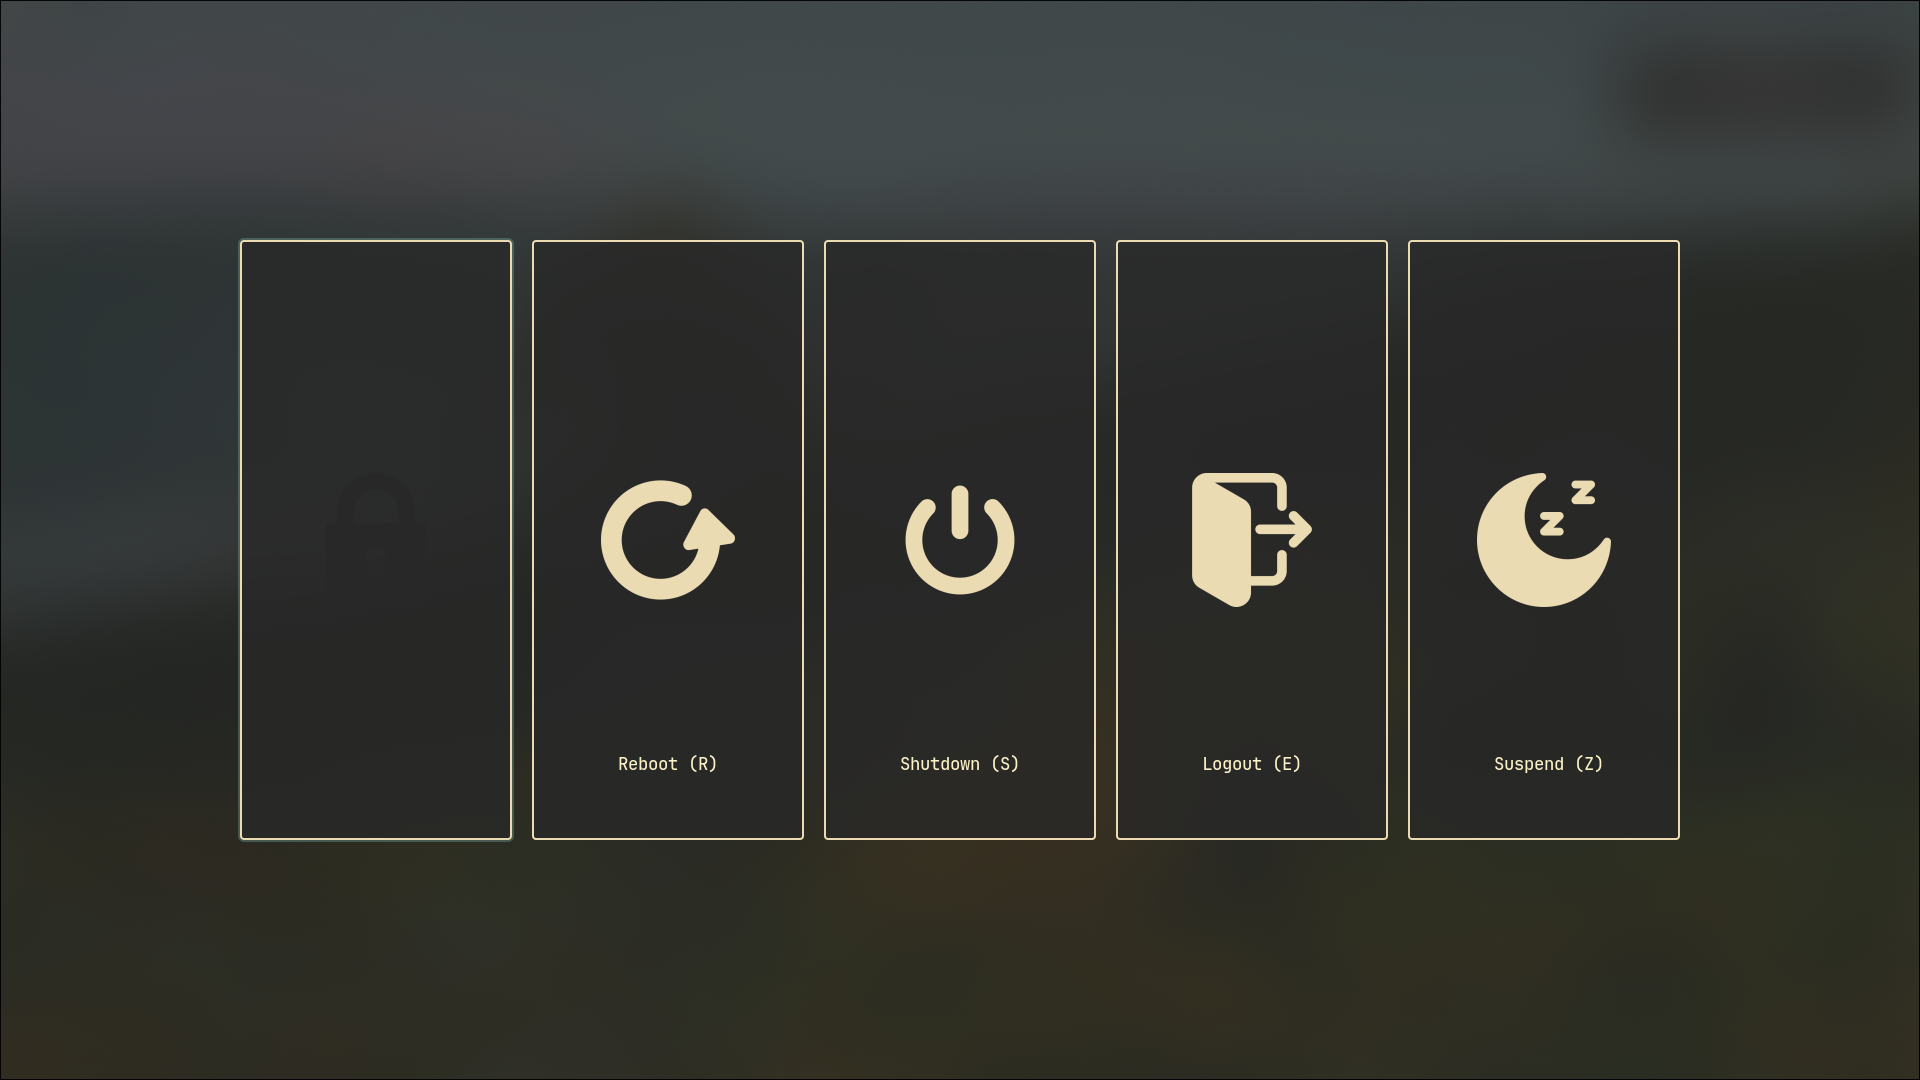 Reboot (R)
Shutdown (S)
Logout (E)
Suspend (Z)